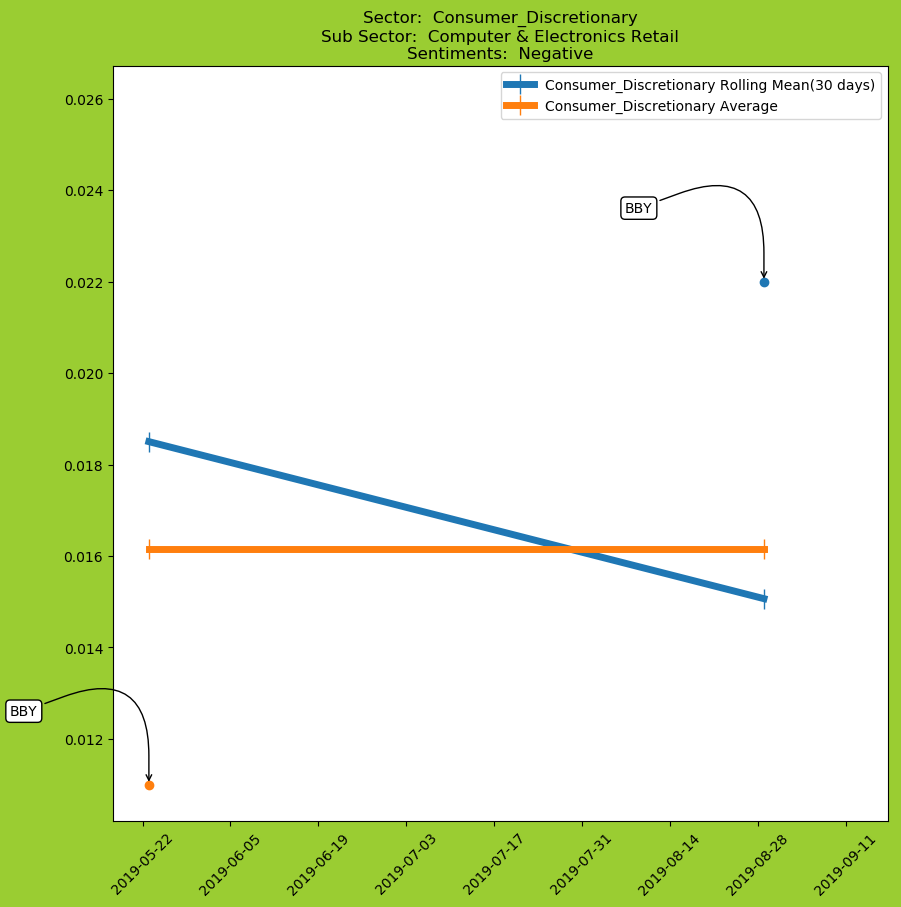 Sector:  Consumer_Discretionary
Sub Sector:  Computer & Electronics Retail
Sentiments:  Negative
Consumer_Discretionary Rolling Mean(30 days)
Consumer_Discretionary Average
0.026
0.024
0.022
0.020
0.018
0.016
0.014
0.012
BBY
BBY
2019-05-22
2019-06-05
2019-06-19
2019-07-03
2019-07-17
2019-07-31
2019-08-14
2019-08-28
2019-09-11